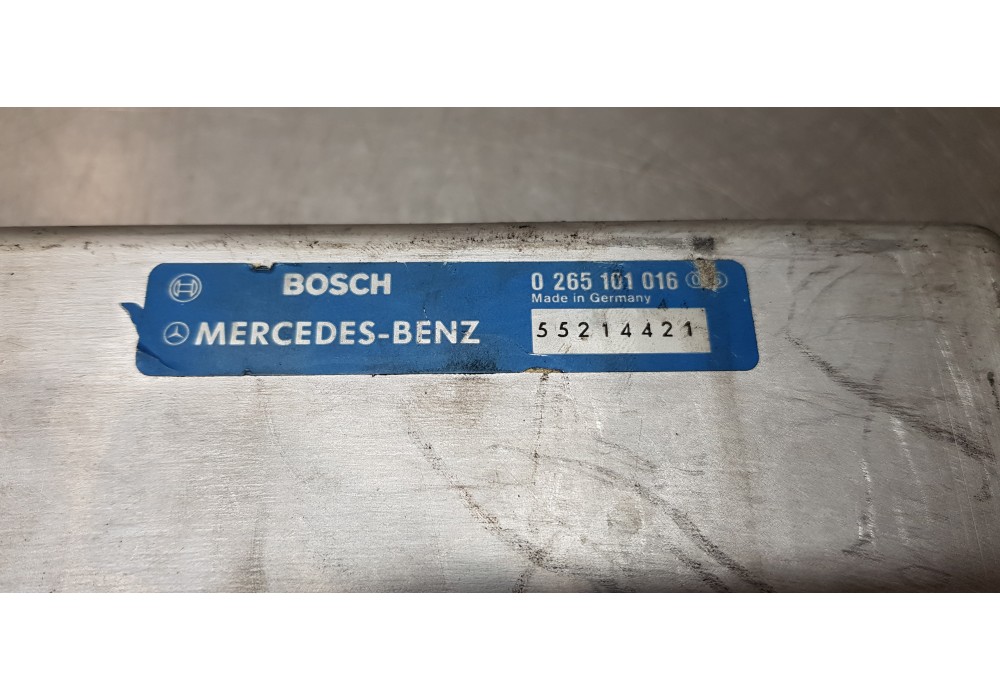 BOSCH
0 265 101 016
Made in Germany
MERCEDES-BENZ
55214421